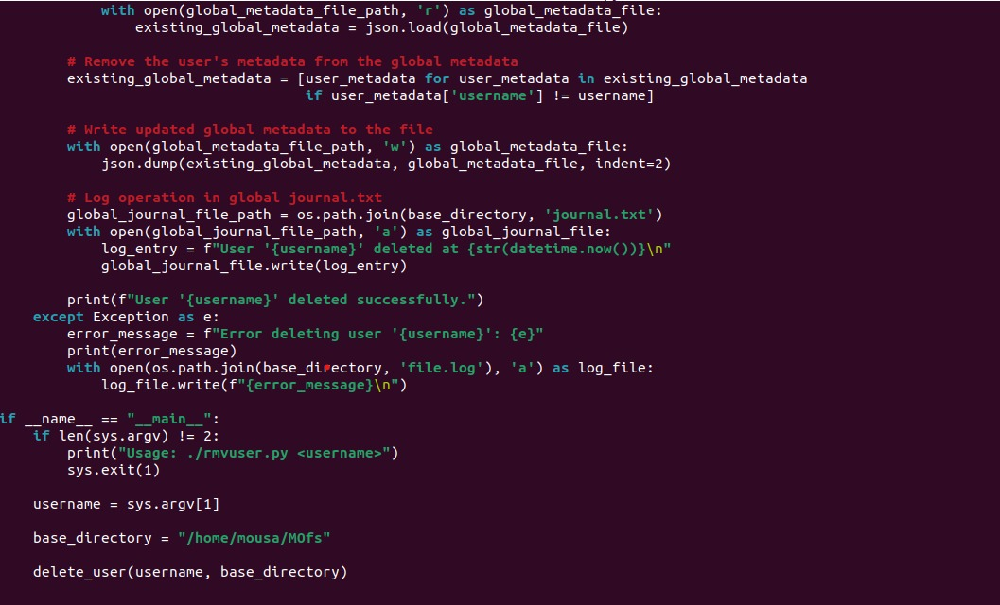 with open(global_metadata_file_path, 'r') as global_metadata_file:
                existing_global_metadata = json.load(global_metadata_file)

        # Remove the user's metadata from the global metadata
        existing_global_metadata = [user_metadata for user_metadata in existing_global_metadata
                                    if user_metadata['username'] != username]

        # Write updated global metadata to the file
        with open(global_metadata_file_path, 'w') as global_metadata_file:
            json.dump(existing_global_metadata, global_metadata_file, indent=2)

        # Log operation in global journal.txt
        global_journal_file_path = os.path.join(base_directory, 'journal.txt')
        with open(global_journal_file_path, 'a') as global_journal_file:
            log_entry = f"User '{username}' deleted at {str(datetime.now())}\n"
            global_journal_file.write(log_entry)

        print(f"User '{username}' deleted successfully.")
    except Exception as e:
        error_message = f"Error deleting user '{username}': {e}"
        print(error_message)
        with open(os.path.join(base_directory, 'file.log'), 'a') as log_file:
            log_file.write(f"{error_message}\n")

if __name__ == "__main__":
    if len(sys.argv) != 2:
        print("Usage: ./rmvuser.py <username>")
        sys.exit(1)

    username = sys.argv[1]

    base_directory = "/home/mousa/MOfs"

    delete_user(username, base_directory)